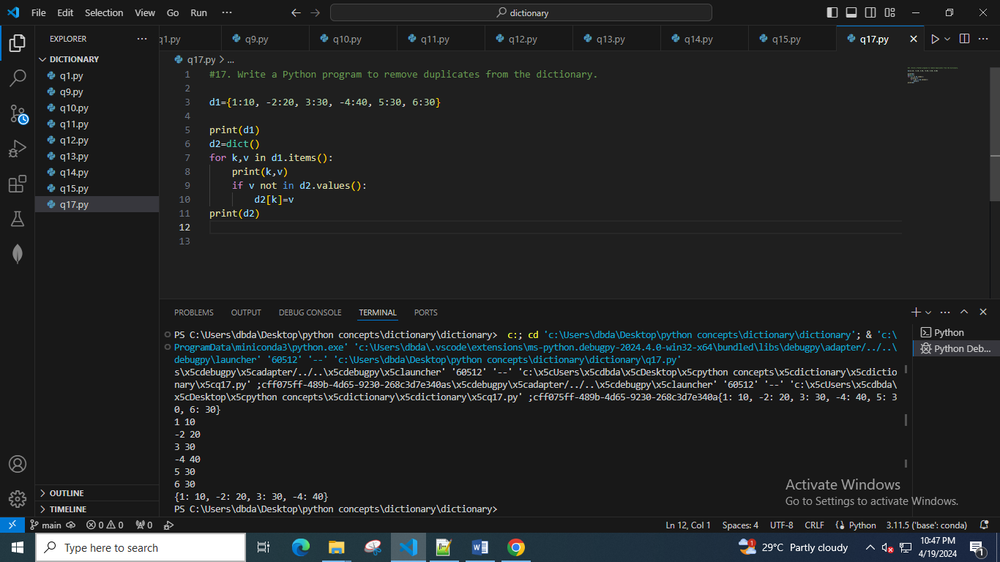 File Edit Selection View Go Run ··· dictionary
EXPLORER ···
DICTIONARY
q1.py
q9.py
q10.py
q11.py
q12.py
q13.py
q14.py
q15.py
q17.py
OUTLINE
TIMELINE
q1.py q9.py q10.py q11.py q12.py q13.py q14.py q15.py q17.py
q17.py > ...
1 #17. Write a Python program to remove duplicates from the dictionary.
2
3 d1={1:10, -2:20, 3:30, -4:40, 5:30, 6:30}
4
5 print(d1)
6 d2=dict()
7 for k,v in d1.items():
8     print(k,v)
9     if v not in d2.values():
10         d2[k]=v
11 print(d2)
12
13
PROBLEMS OUTPUT DEBUG CONSOLE TERMINAL PORTS
PS C:\Users\dbda\Desktop\python concepts\dictionary\dictionary>  c:; cd 'c:\Users\dbda\Desktop\python concepts\dictionary\dictionary'; & 'c:\
ProgramData\miniconda3\python.exe' 'c:\Users\dbda\.vscode\extensions\ms-python.debugpy-2024.4.0-win32-x64\bundled\libs\debugpy\adapter/../..\
debugpy\launcher' '60512' '--' 'c:\Users\dbda\Desktop\python concepts\dictionary\dictionary\q17.py'
s\x5cdebugpy\x5cadapter/../..\x5cdebugpy\x5clauncher' '60512' '--' 'c:\x5cUsers\x5cdbda\x5cDesktop\x5cpython concepts\x5cdictionary\x5cdictio
nary\x5cq17.py' ;cff075ff-489b-4d65-9230-268c3d7e340as\x5cdebugpy\x5cadapter/../..\x5cdebugpy\x5clauncher' '60512' '--' 'c:\x5cUsers\x5cdbda\
x5cDesktop\x5cpython concepts\x5cdictionary\x5cdictionary\x5cq17.py' ;cff075ff-489b-4d65-9230-268c3d7e340a{1: 10, -2: 20, 3: 30, -4: 40, 5: 3
0, 6: 30}
1 10
-2 20
3 30
-4 40
5 30
6 30
{1: 10, -2: 20, 3: 30, -4: 40}
PS C:\Users\dbda\Desktop\python concepts\dictionary\dictionary>
Python
Python Deb...
Activate Windows
Go to Settings to activate Windows.
main 0 0 0 Ln 12, Col 1 Spaces: 4 UTF-8 CRLF Python 3.11.5 ('base': conda)
Type here to search 1 29°C Partly cloudy 10:47 PM
4/19/2024 1